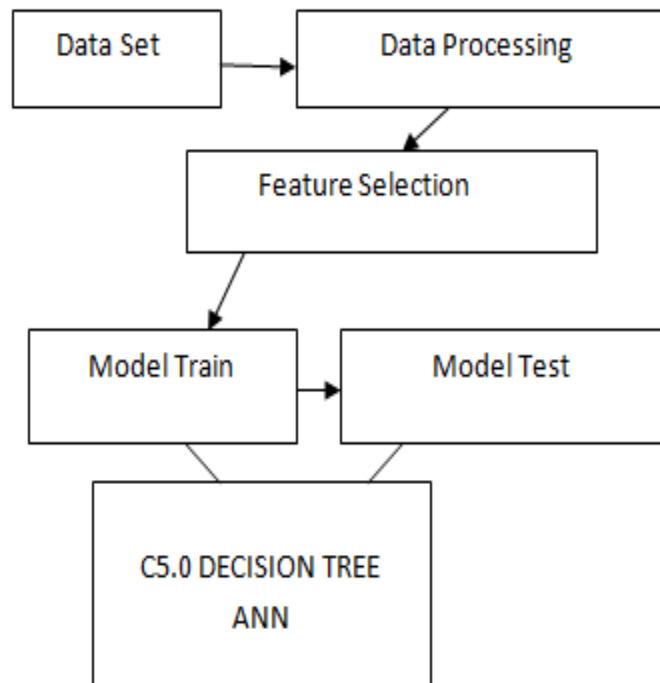 Data Set
Data Processing
Feature Selection
Model Train
Model Test
C5.0 DECISION TREE
ANN